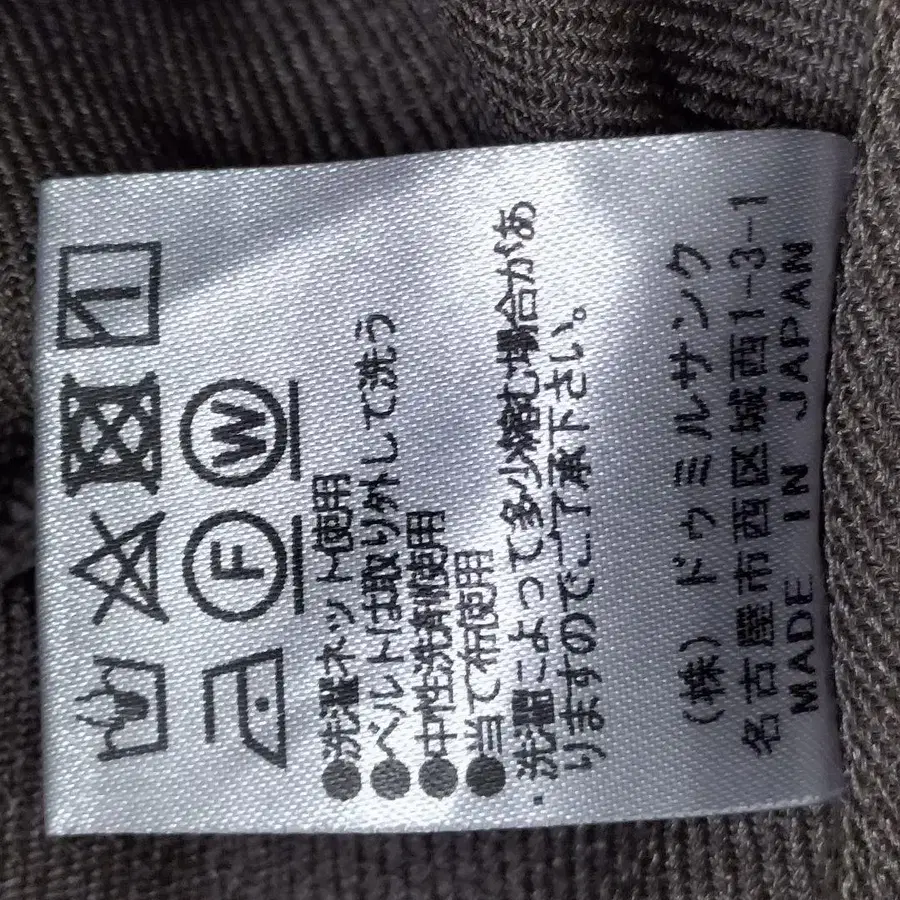 F W
●洗濯ネット使用
●ベルトは取り外して洗う
●中性洗剤使用
●当て布使用
・洗濯によって多少縮む場合があ
りますのでご了承下さい。
(株) ドゥミルサンク
名古屋市西区城西1-3-1
MADE IN JAPAN